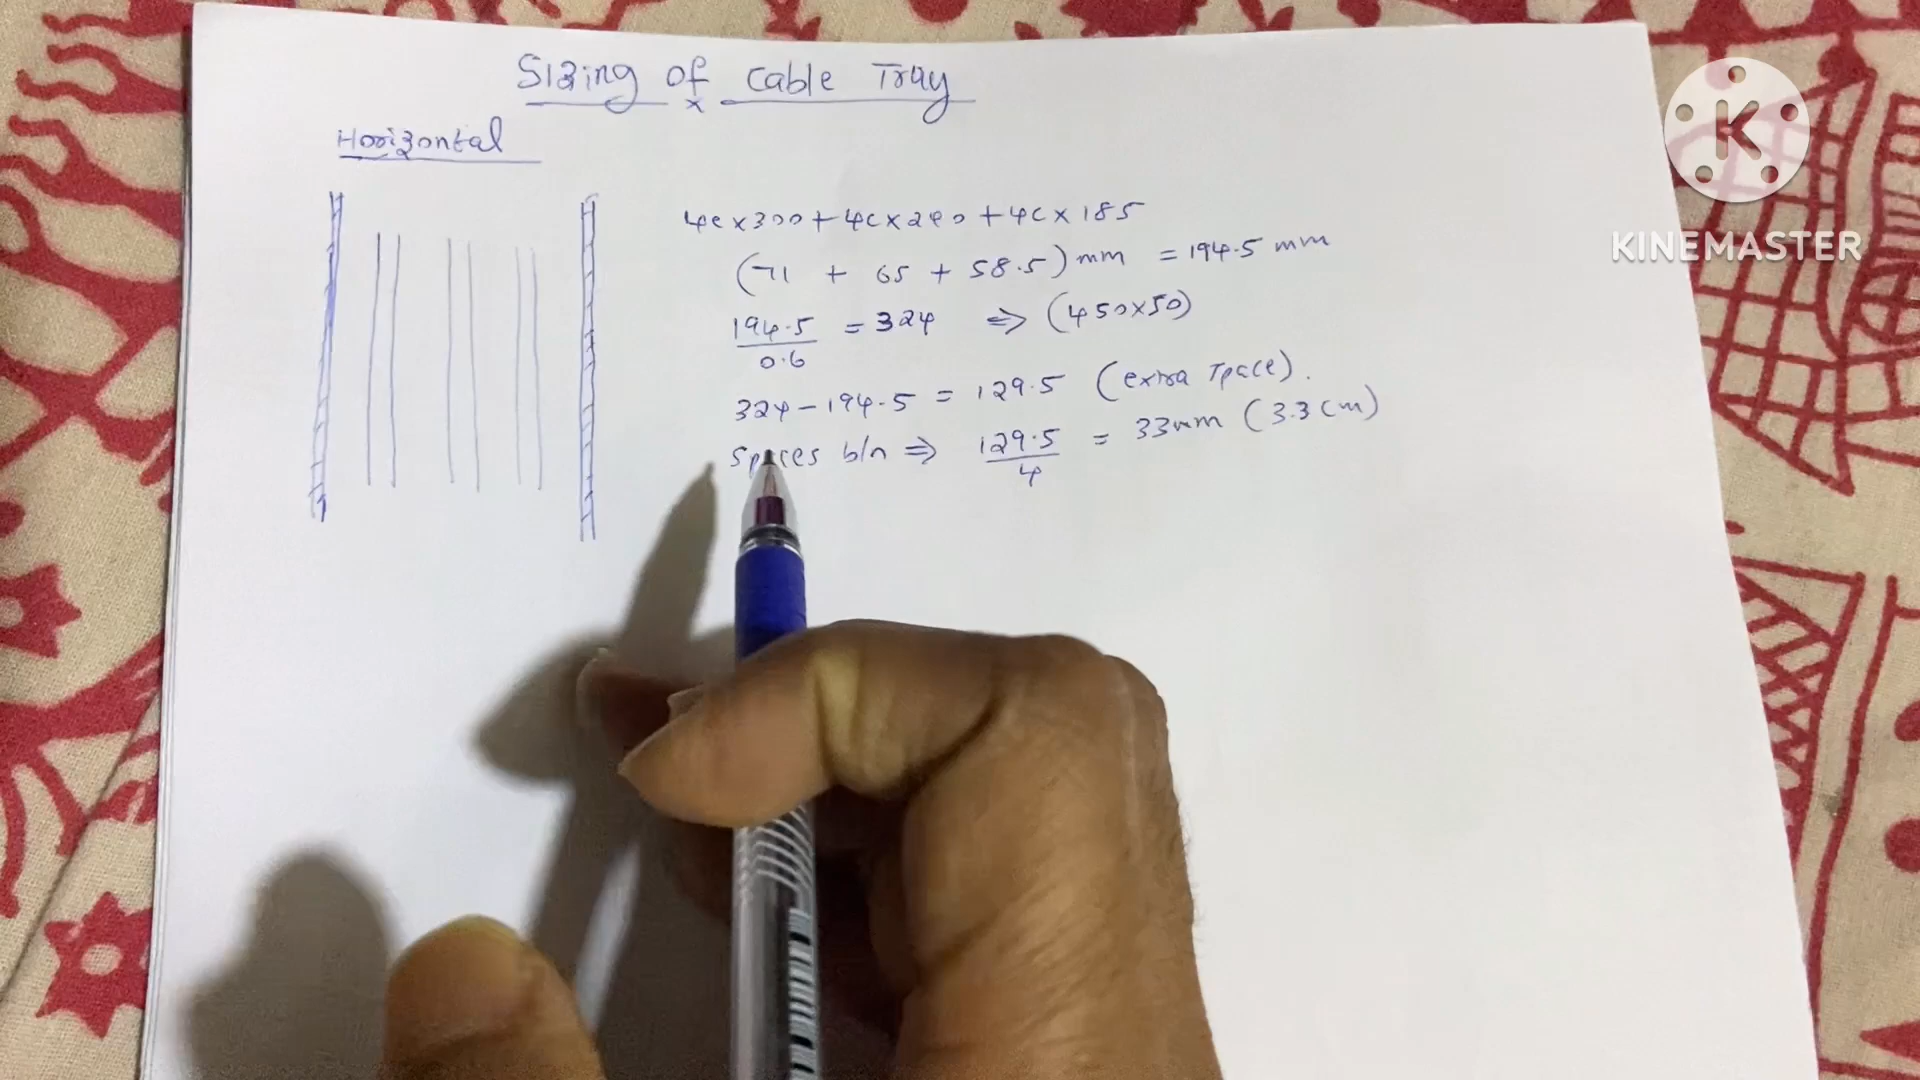 Sizing of Cable Tray
x
Horizontal
4c x 300 + 4c x 240 + 4c x 185
(71 + 65 + 58.5) mm = 194.5 mm
194.5 / 0.6 = 324 ⇒ (450x50)
324 - 194.5 = 129.5 (extra Space).
Spaces b/n ⇒ 129.5 / 4 = 33mm (3.3 cm)
K
KINEMASTER